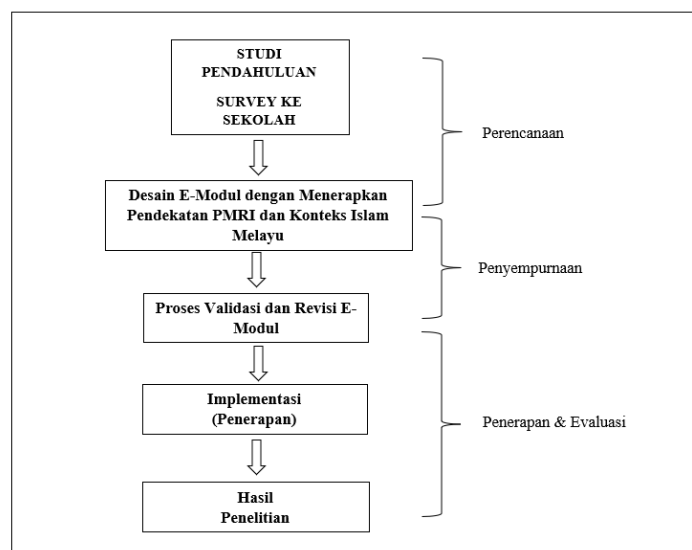 STUDI
PENDAHULUAN
SURVEY KE
SEKOLAH
Perencanaan
Desain E-Modul dengan Menerapkan
Pendekatan PMRI dan Konteks Islam
Melayu
Penyempurnaan
Proses Validasi dan Revisi E-
Modul
Implementasi
(Penerapan)
Penerapan & Evaluasi
Hasil
Penelitian